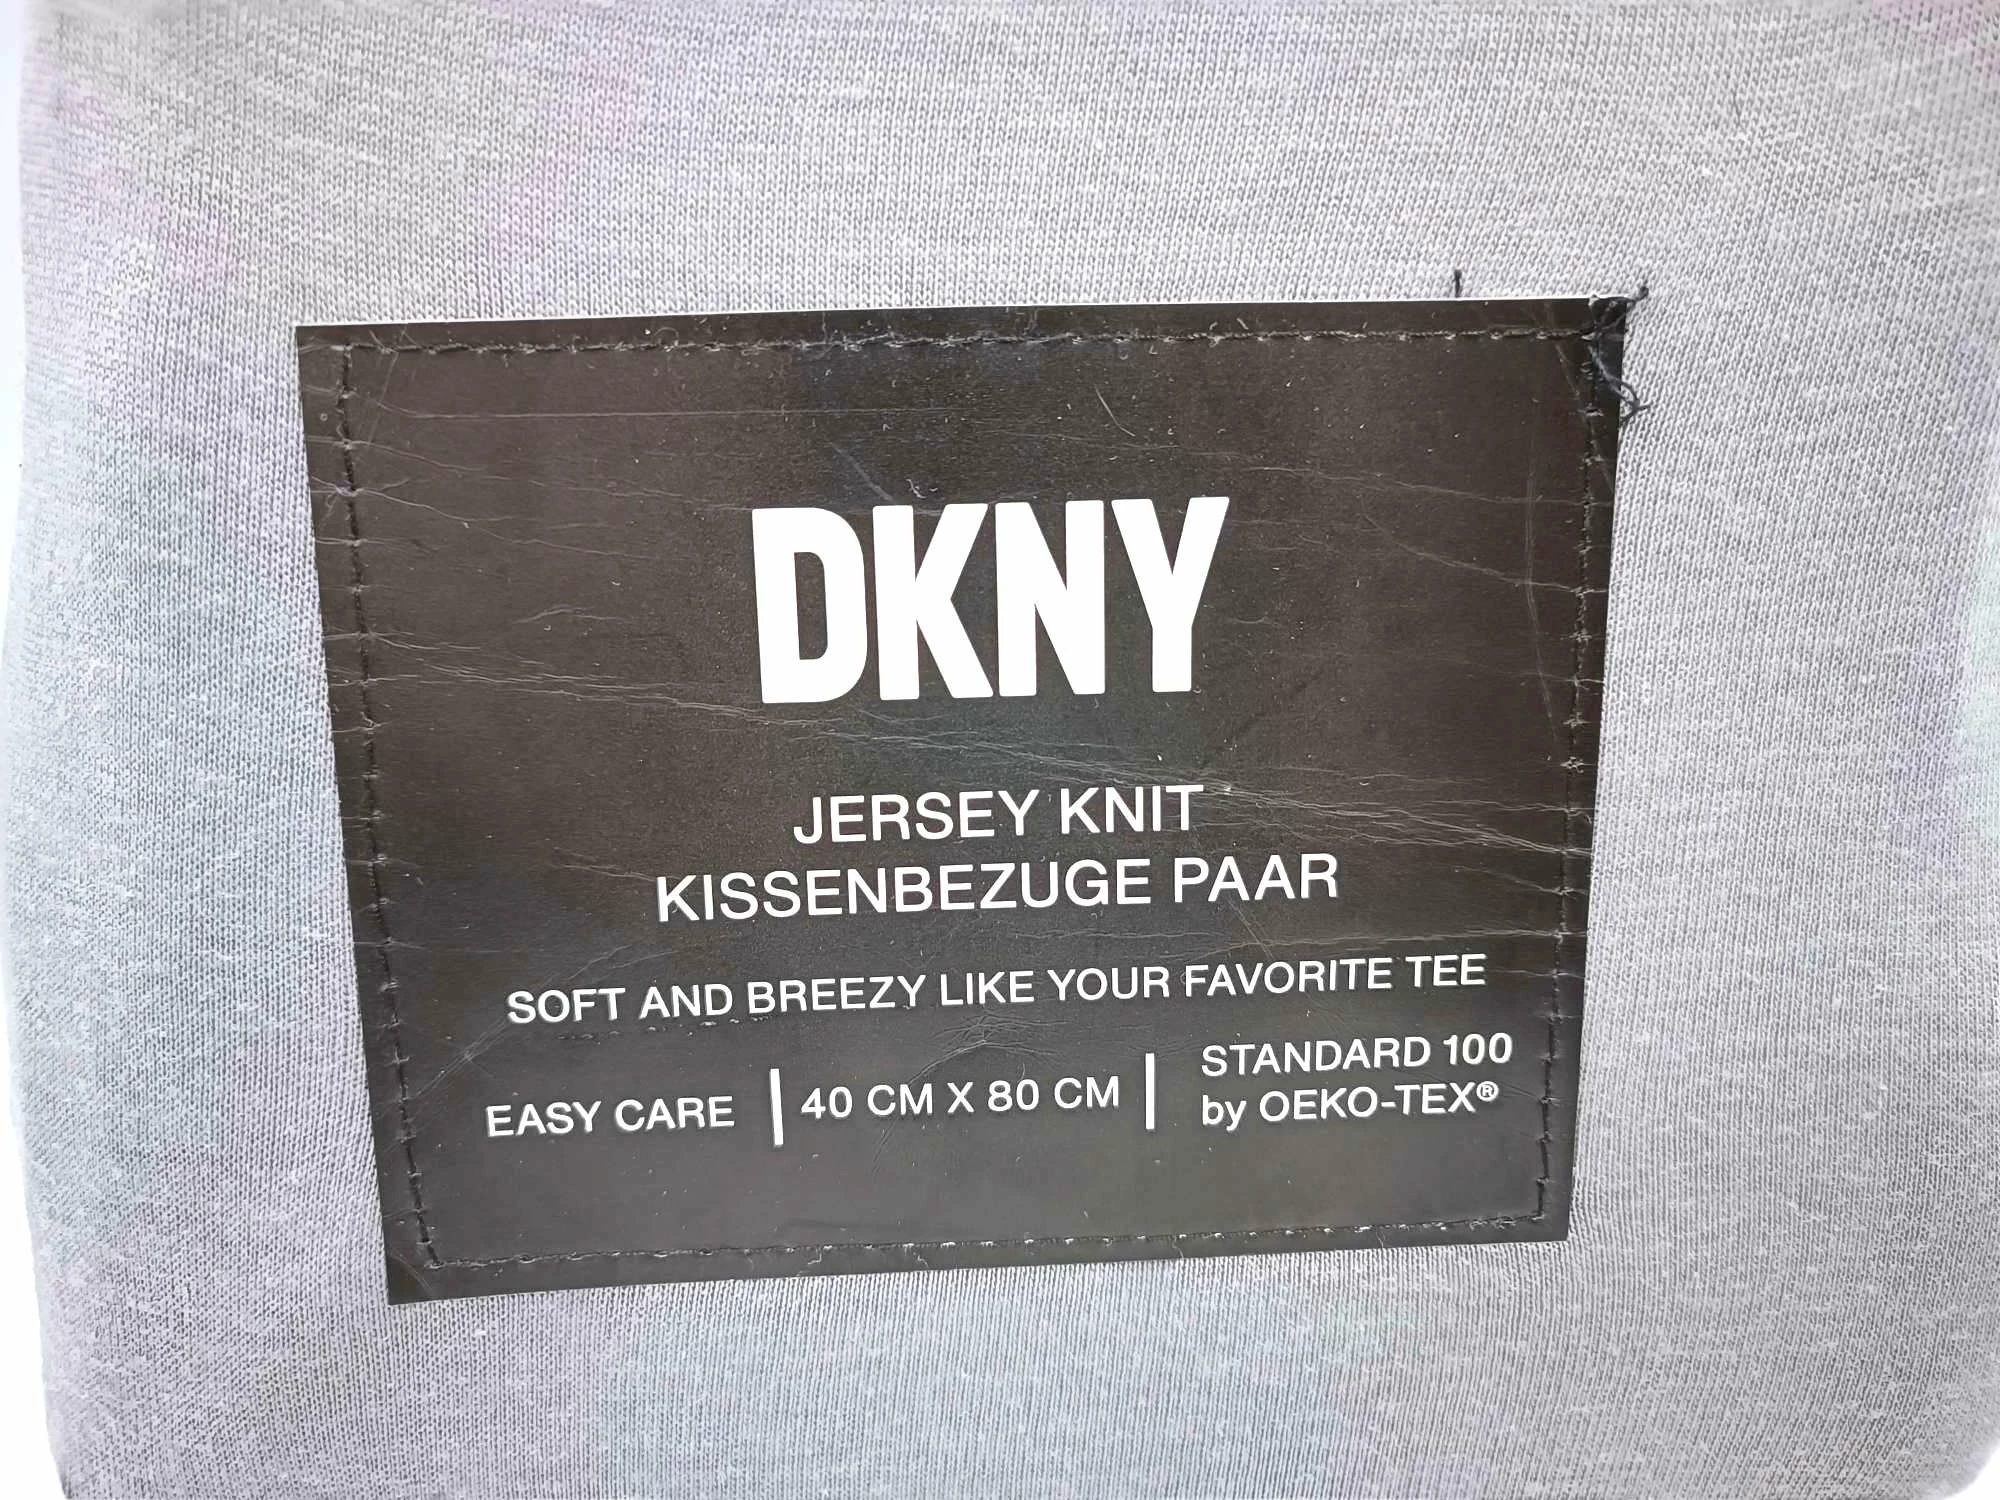 DKNY
JERSEY KNIT
KISSENBEZUGE PAAR
SOFT AND BREEZY LIKE YOUR FAVORITE TEE
EASY CARE | 40 CM X 80 CM | STANDARD 100
by OEKO-TEX®